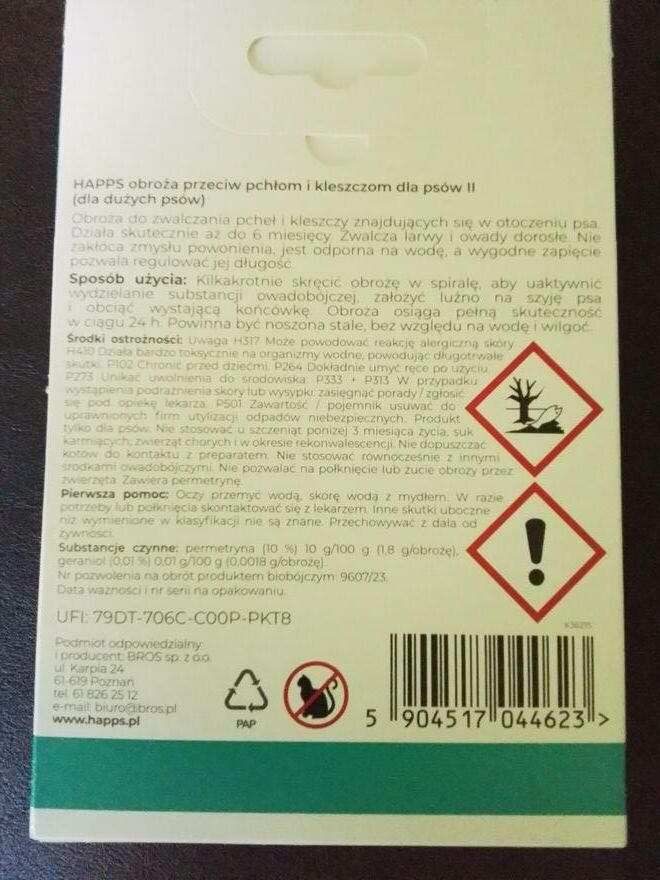 HAPPS obroża przeciw pchłom i kleszczom dla psów II
(dla dużych psów)
Obroża do zwalczania pcheł i kleszczy znajdujących się w otoczeniu psa.
Działa skutecznie aż do 6 miesięcy. Zwalcza larwy i owady dorosłe. Nie
zakłóca zmysłu powonienia, jest odporna na wodę, a wygodne zapięcie
pozwala regulować jej długość.
Sposób użycia: Kilkakrotnie skręcić obrożę w spiralę, aby uaktywnić
wydzielanie substancji owadobójczej, założyć luźno na szyję psa
i obciąć wystającą końcówkę. Obroża osiąga pełną skuteczność
w ciągu 24 h. Powinna być noszona stale, bez względu na wodę i wilgoć.
Środki ostrożności: Uwaga H317 Może powodować reakcję alergiczną skóry
H410 Działa bardzo toksycznie na organizmy wodne, powodując długotrwałe
skutki. P102 Chronić przed dziećmi. P264 Dokładnie umyć ręce po użyciu.
P273 Unikać uwolnienia do środowiska P333 + P313 W przypadku
wystąpienia podrażnienia skóry lub wysypki: zasięgnąć porady / zgłosić
się pod opiekę lekarza. P501 Zawartość / pojemnik usuwać do
uprawnionych firm utylizacji odpadów niebezpiecznych. Produkt
tylko dla psów. Nie stosować u szczeniąt poniżej 3 miesiąca życia, suk
karmiących, zwierząt chorych i w okresie rekonwalescencji. Nie dopuszczać
kotów do kontaktu z preparatem. Nie stosować równocześnie z innymi
środkami owadobójczymi. Nie pozwalać na połknięcie lub żucie obroży przez
zwierzęta. Zawiera permetrynę.
Pierwsza pomoc: Oczy przemyć wodą, skórę wodą z mydłem. W razie
potrzeby lub połknięcia skontaktować się z lekarzem. Inne skutki uboczne
niż wymienione w klasyfikacji nie są znane. Przechowywać z dala od
żywności.
Substancje czynne: permetryna (10 %) 10 g/100 g (1,8 g/obrożę),
geraniol (0,01 %) 0,01 g/100 g (0,0018 g/obrożę).
Nr pozwolenia na obrót produktem biobójczym: 9607/23.
Data ważności i nr serii na opakowaniu.
UFI: 79DT-706C-C00P-PKT8
K36215
Podmiot odpowiedzialny
i producent: BROS sp. z o.o.
ul. Karpia 24
61-619 Poznań
tel. 61 826 25 12
e-mail: biuro@bros.pl
www.happs.pl
PAP
5 904517 044623 >